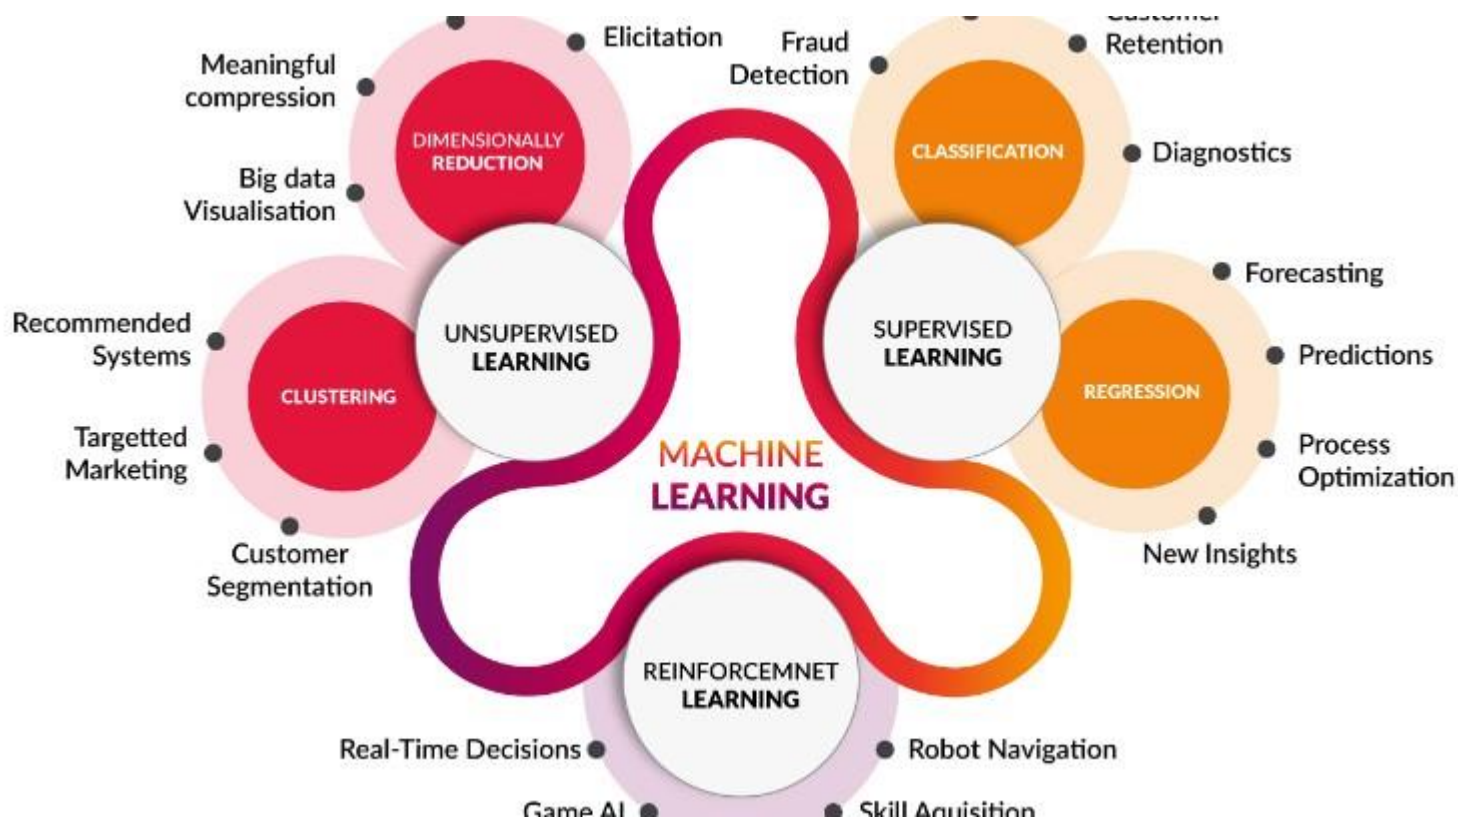 Elicitation
Meaningful
compression
DIMENSIONALLY
REDUCTION
Big data
Visualisation
Fraud
Detection
Customer
Retention
CLASSIFICATION
Diagnostics
Recommended
Systems
CLUSTERING
Targetted
Marketing
Customer
Segmentation
UNSUPERVISED
LEARNING
SUPERVISED
LEARNING
Forecasting
Predictions
REGRESSION
Process
Optimization
New Insights
MACHINE
LEARNING
REINFORCEMNET
LEARNING
Real-Time Decisions
Robot Navigation
Game AI
Skill Aquisition